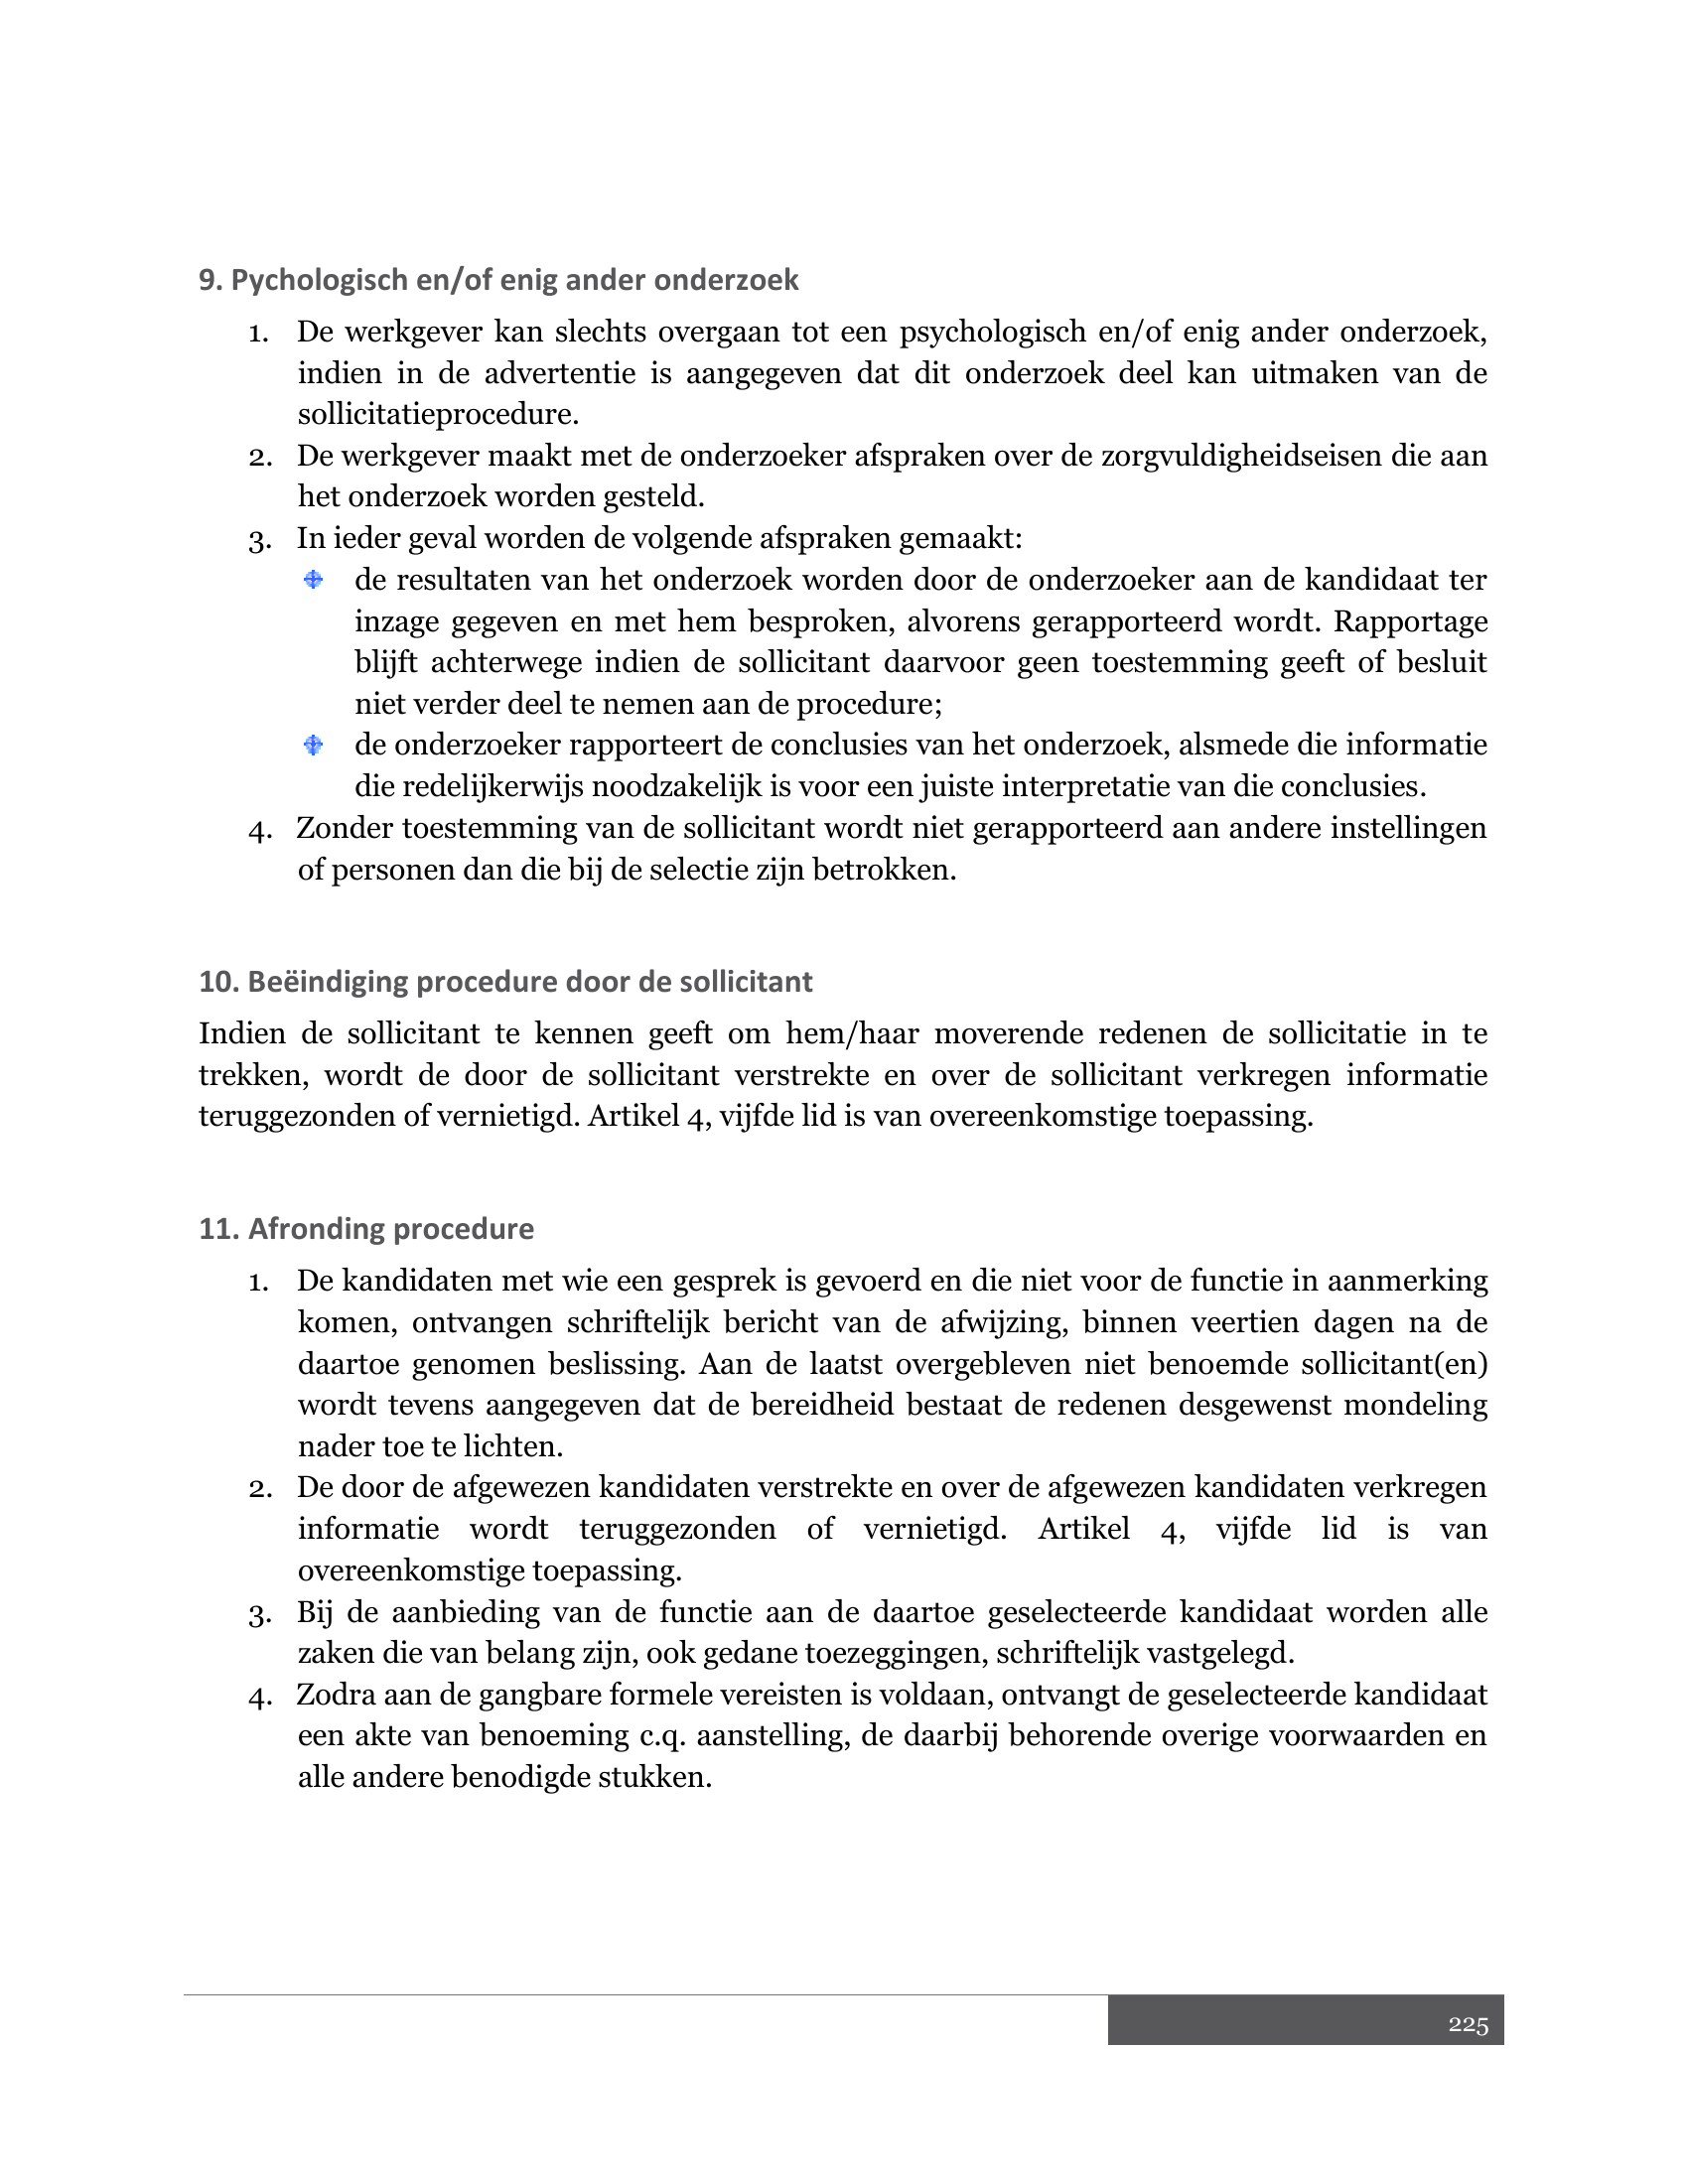 9. Pychologisch en/of enig ander onderzoek
1. De werkgever kan slechts overgaan tot een psychologisch en/of enig ander onderzoek,
indien in de advertentie is aangegeven dat dit onderzoek deel kan uitmaken van de
sollicitatieprocedure.
2. De werkgever maakt met de onderzoeker afspraken over de zorgvuldigheidseisen die aan
het onderzoek worden gesteld.
3. In ieder geval worden de volgende afspraken gemaakt:
de resultaten van het onderzoek worden door de onderzoeker aan de kandidaat ter
inzage gegeven en met hem besproken, alvorens gerapporteerd wordt. Rapportage
blijft achterwege indien de sollicitant daarvoor geen toestemming geeft of besluit
niet verder deel te nemen aan de procedure;
de onderzoeker rapporteert de conclusies van het onderzoek, alsmede die informatie
die redelijkerwijs noodzakelijk is voor een juiste interpretatie van die conclusies.
4. Zonder toestemming van de sollicitant wordt niet gerapporteerd aan andere instellingen
of personen dan die bij de selectie zijn betrokken.
10. Beëindiging procedure door de sollicitant
Indien de sollicitant te kennen geeft om hem/haar moverende redenen de sollicitatie in te
trekken, wordt de door de sollicitant verstrekte en over de sollicitant verkregen informatie
teruggezonden of vernietigd. Artikel 4, vijfde lid is van overeenkomstige toepassing.
11. Afronding procedure
1. De kandidaten met wie een gesprek is gevoerd en die niet voor de functie in aanmerking
komen, ontvangen schriftelijk bericht van de afwijzing, binnen veertien dagen na de
daartoe genomen beslissing. Aan de laatst overgebleven niet benoemde sollicitant(en)
wordt tevens aangegeven dat de bereidheid bestaat de redenen desgewenst mondeling
nader toe te lichten.
2. De door de afgewezen kandidaten verstrekte en over de afgewezen kandidaten verkregen
informatie wordt teruggezonden of vernietigd. Artikel 4, vijfde lid is van
overeenkomstige toepassing.
3. Bij de aanbieding van de functie aan de daartoe geselecteerde kandidaat worden alle
zaken die van belang zijn, ook gedane toezeggingen, schriftelijk vastgelegd.
4. Zodra aan de gangbare formele vereisten is voldaan, ontvangt de geselecteerde kandidaat
een akte van benoeming c.q. aanstelling, de daarbij behorende overige voorwaarden en
alle andere benodigde stukken.
225